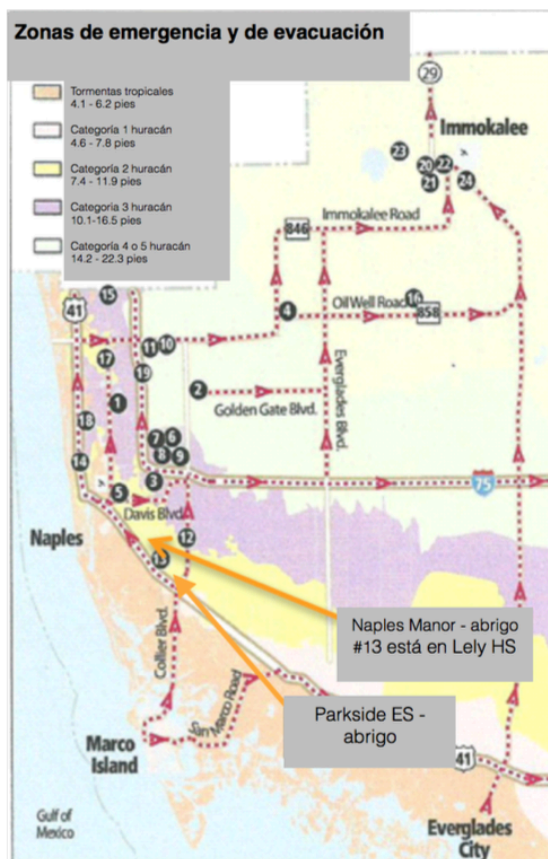 Zonas de emergencia y de evacuación
Tormentas tropicales
4.1 - 6.2 pies
Categoría 1 huracán
4.6 - 7.8 pies
Categoría 2 huracán
7.4 - 11.9 pies
Categoría 3 huracán
10.1-16.5 pies
Categoría 4 o 5 huracán
14.2 - 22.3 pies
29
Immokalee
23
20
22
21
24
Immokalee Road
846
15
41
4
Oil Well Road
16
858
11
10
17
19
Everglades Blvd.
2
1
Golden Gate Blvd.
18
7
6
8
9
14
3
75
5
Davis Blvd.
Naples
12
13
Naples Manor - abrigo
#13 está en Lely HS
Collier Blvd.
Parkside ES -
abrigo
San Marco Road
Marco
Island
41
Gulf of
Mexico
Everglades
City